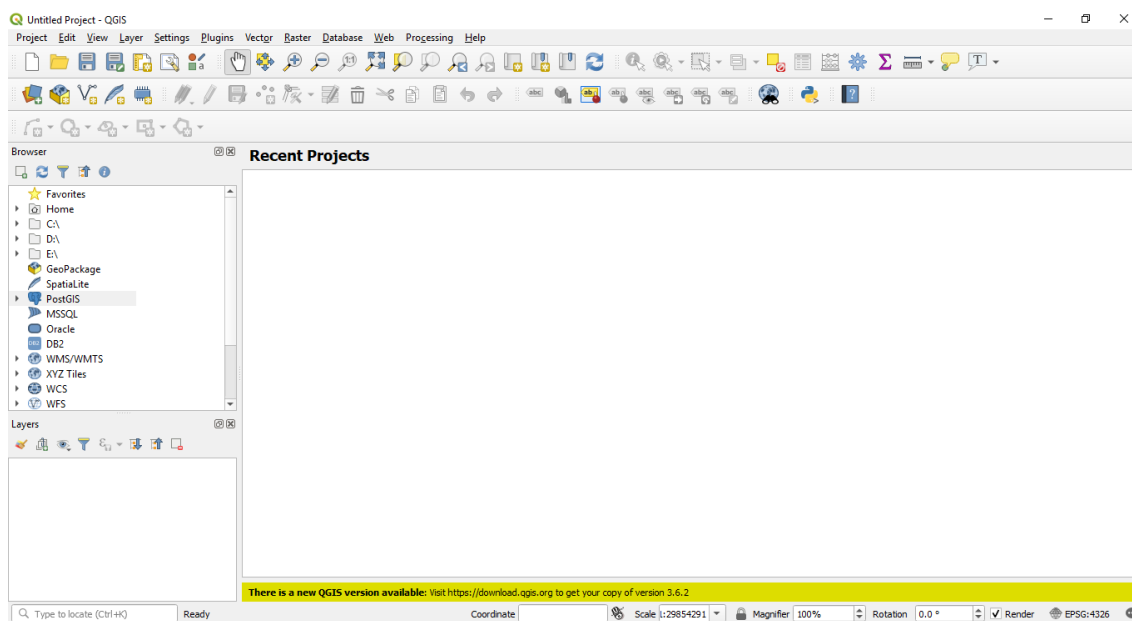 Untitled Project - QGIS
Project Edit View Layer Settings Plugins Vector Raster Database Web Processing Help
Browser
Recent Projects
Favorites
Home
C:\
D:\
E:\
GeoPackage
SpatiaLite
PostGIS
MSSQL
Oracle
DB2
WMS/WMTS
XYZ Tiles
WCS
WFS
Layers
There is a new QGIS version available: Visit https://download.qgis.org to get your copy of version 3.6.2
Type to locate (Ctrl+K) Ready Coordinate Scale 1:29854291 Magnifier 100% Rotation 0.0 ° Render EPSG:4326